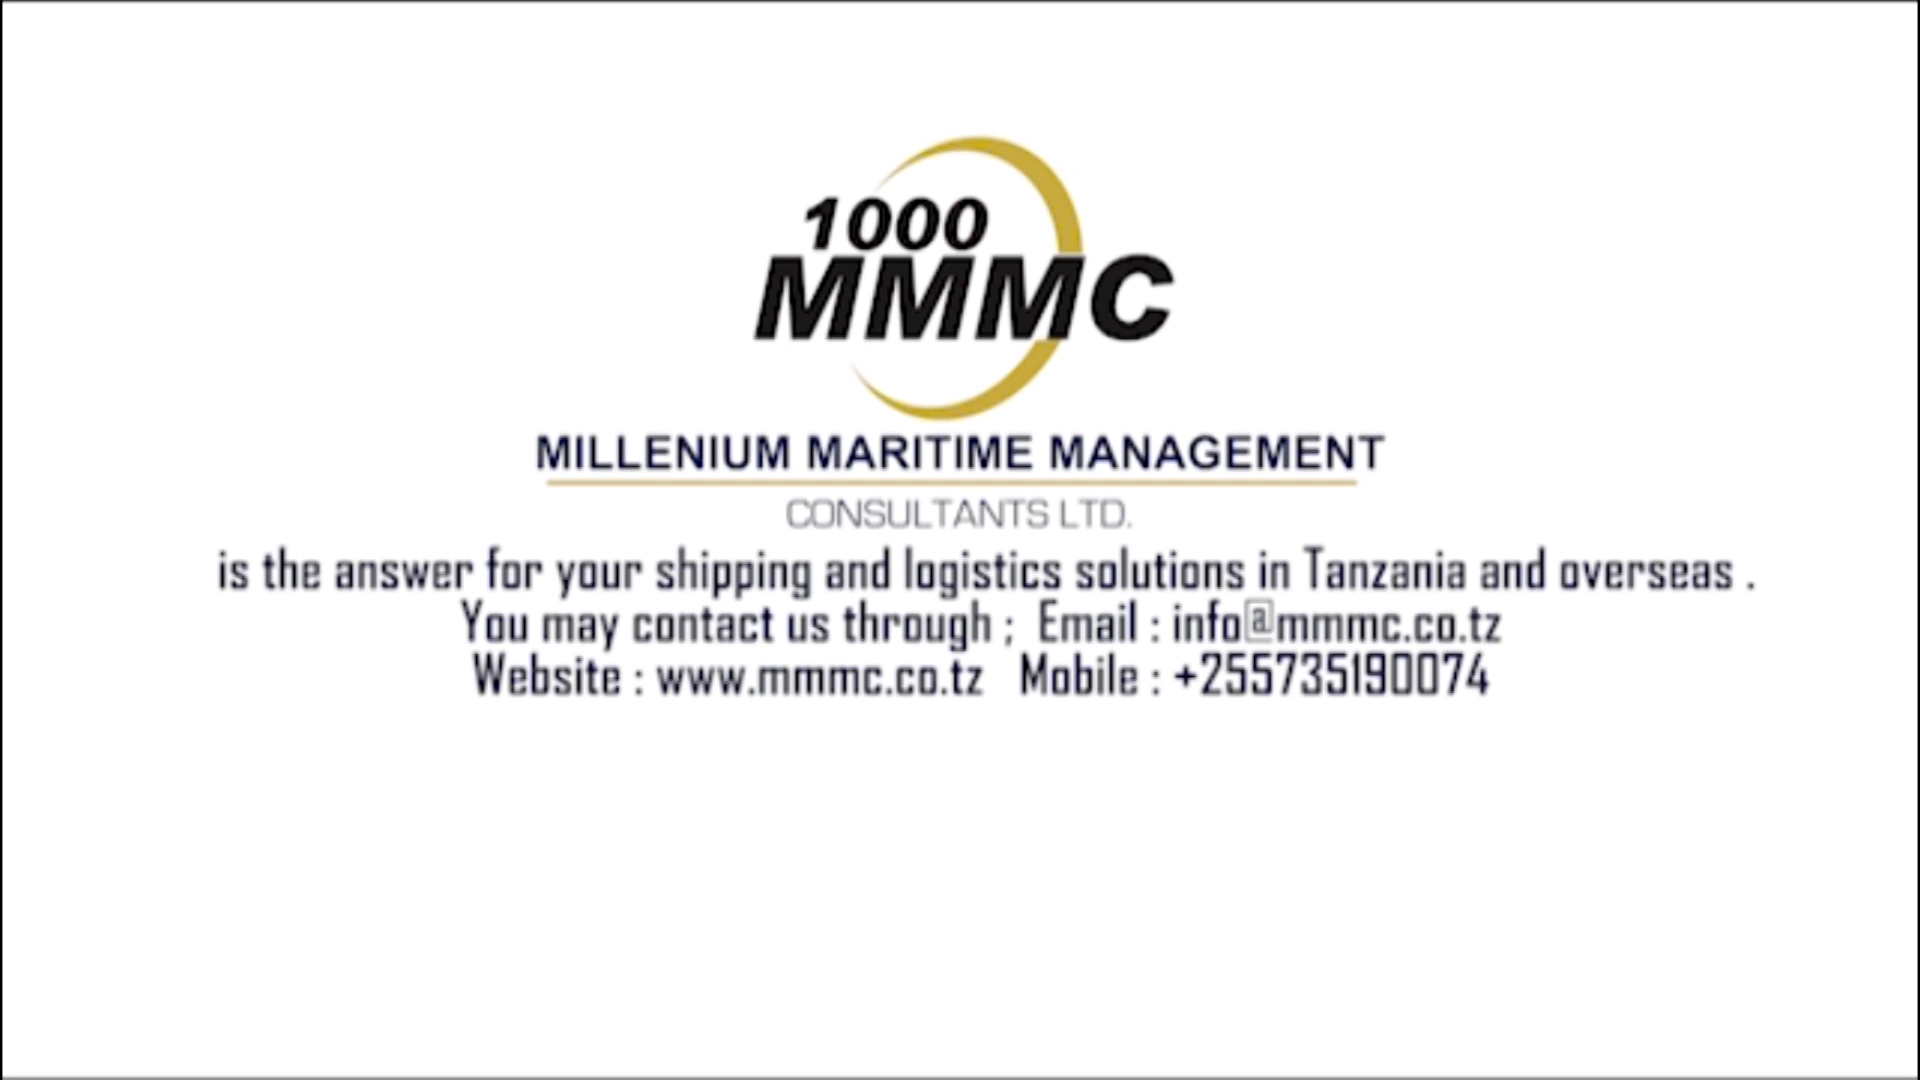 1000
MMMC
MILLENIUM MARITIME MANAGEMENT
CONSULTANTS LTD.
is the answer for your shipping and logistics solutions in Tanzania and overseas .
You may contact us through ; Email : info@mmmc.co.tz
Website : www.mmmc.co.tz Mobile : +255735190074